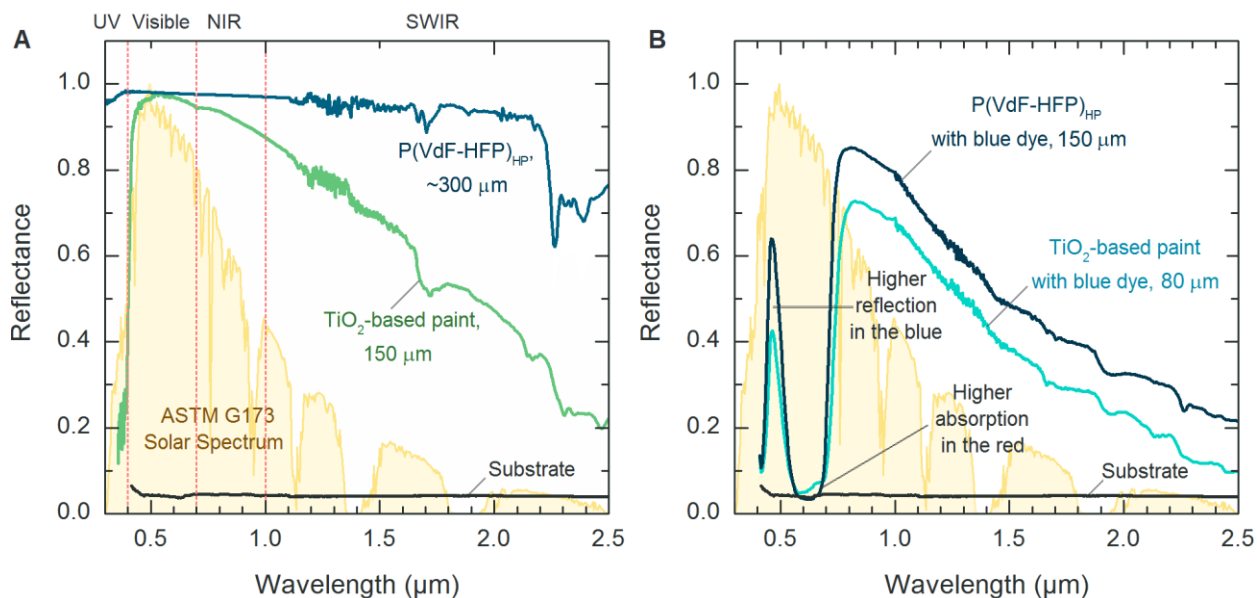 UV Visible NIR SWIR
A
1.0
0.8
0.6
0.4
0.2
0.0
Reflectance
P(VdF-HFP)HP,
~300 μm
TiO2-based paint,
150 μm
ASTM G173
Solar Spectrum
Substrate
0.5 1.0 1.5 2.0 2.5
Wavelength (μm)
B
1.0
0.8
0.6
0.4
0.2
0.0
Reflectance
P(VdF-HFP)HP
with blue dye, 150 μm
TiO2-based paint
with blue dye, 80 μm
Higher
reflection
in the blue
Higher
absorption
in the red
Substrate
0.5 1.0 1.5 2.0 2.5
Wavelength (μm)